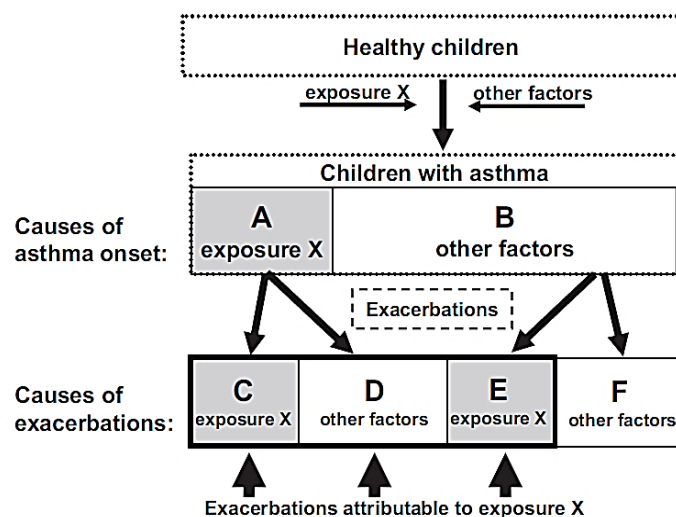 Healthy children
exposure X
other factors
Children with asthma
Causes of
asthma onset:
A
exposure X
B
other factors
Exacerbations
Causes of
exacerbations:
C
exposure X
D
other factors
E
exposure X
F
other factors
Exacerbations attributable to exposure X